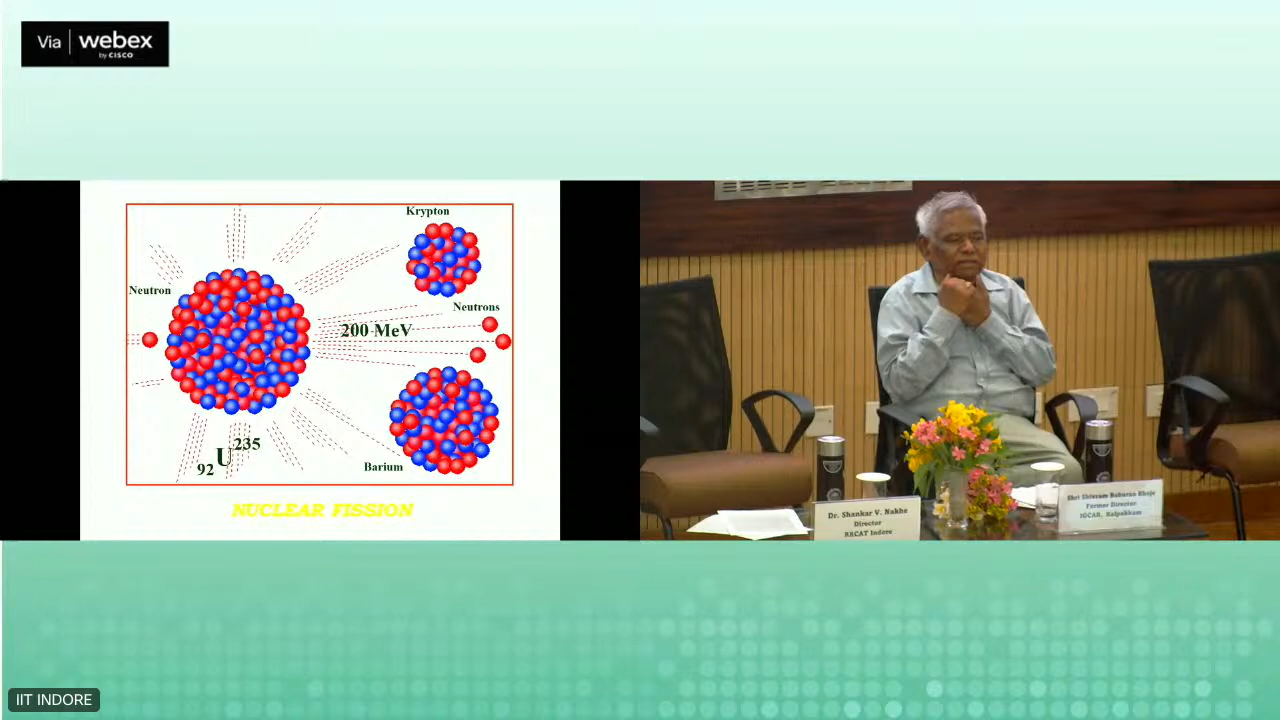 Via webex
by CISCO
Krypton
Neutron
Neutrons
200 MeV
92 U 235
Barium
NUCLEAR FISSION
Dr. Shankar V. Nakhe
Director
RRCAT Indore
Shri Shivram Baburao Bhoje
Former Director
IGCAR, Kalpakkam
IIT INDORE